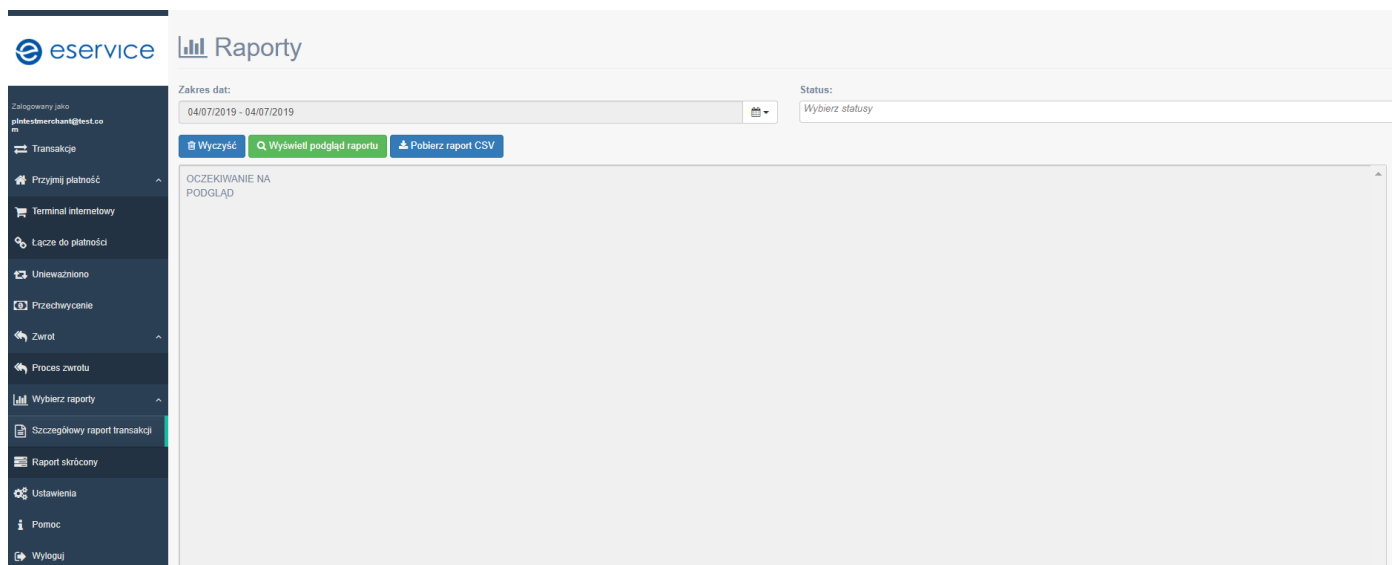 eservice
Raporty
Zalogowany jako
plntestmerchant@test.co
m
Transakcje
Przyjmij płatność
Terminal internetowy
Łącze do płatności
Unieważniono
Przechwycenie
Zwrot
Proces zwrotu
Wybierz raporty
Szczegółowy raport transakcji
Raport skrócony
Ustawienia
Pomoc
Wyloguj
Zakres dat:
04/07/2019 - 04/07/2019
Status:
Wybierz statusy
Wyczyść
Wyświetl podgląd raportu
Pobierz raport CSV
OCZEKIWANIE NA
PODGLĄD